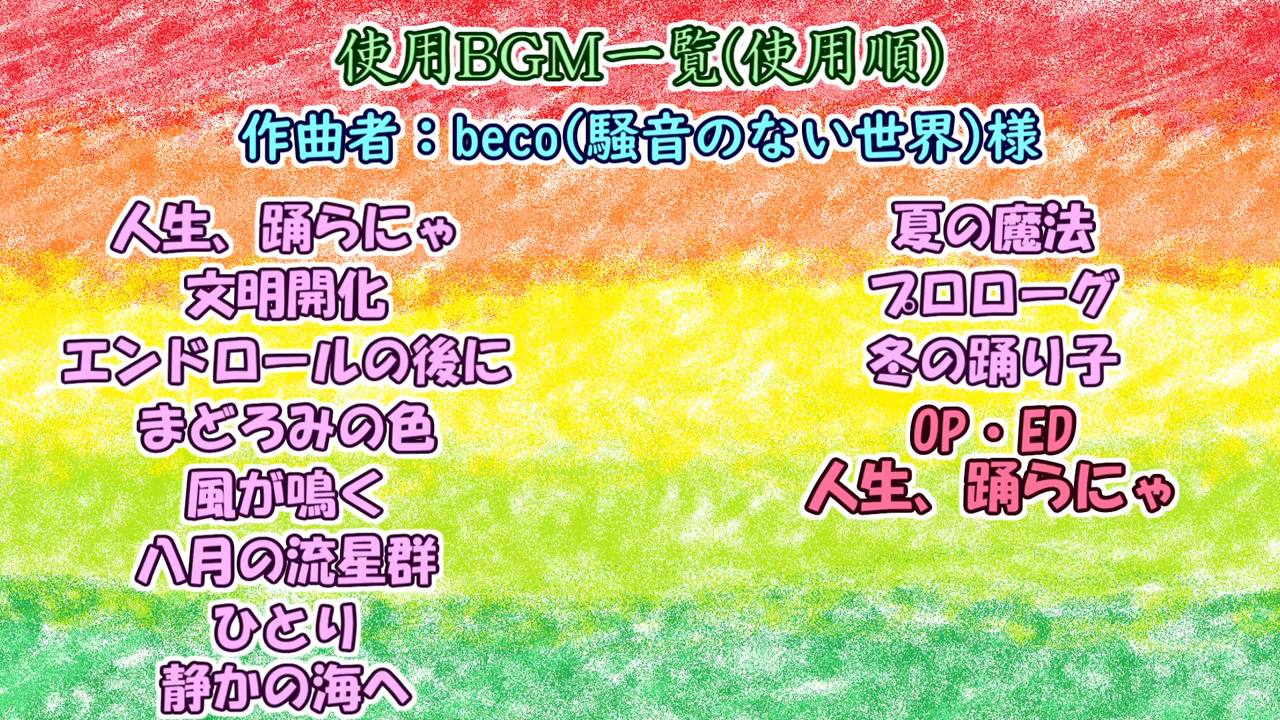 使用BGM一覧(使用順)
作曲者：beco(騒音のない世界)様
人生、踊らにゃ
文明開化
エンドロールの後に
まどろみの色
風が鳴く
八月の流星群
ひとり
静かの海へ
夏の魔法
プロローグ
冬の踊り子
OP・ED
人生、踊らにゃ